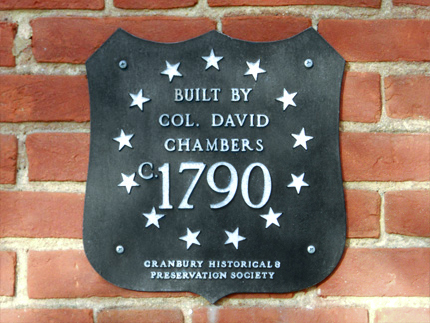 BUILT BY
COL. DAVID
CHAMBERS
C. 1790
CRANBURY HISTORICAL &
PRESERVATION SOCIETY